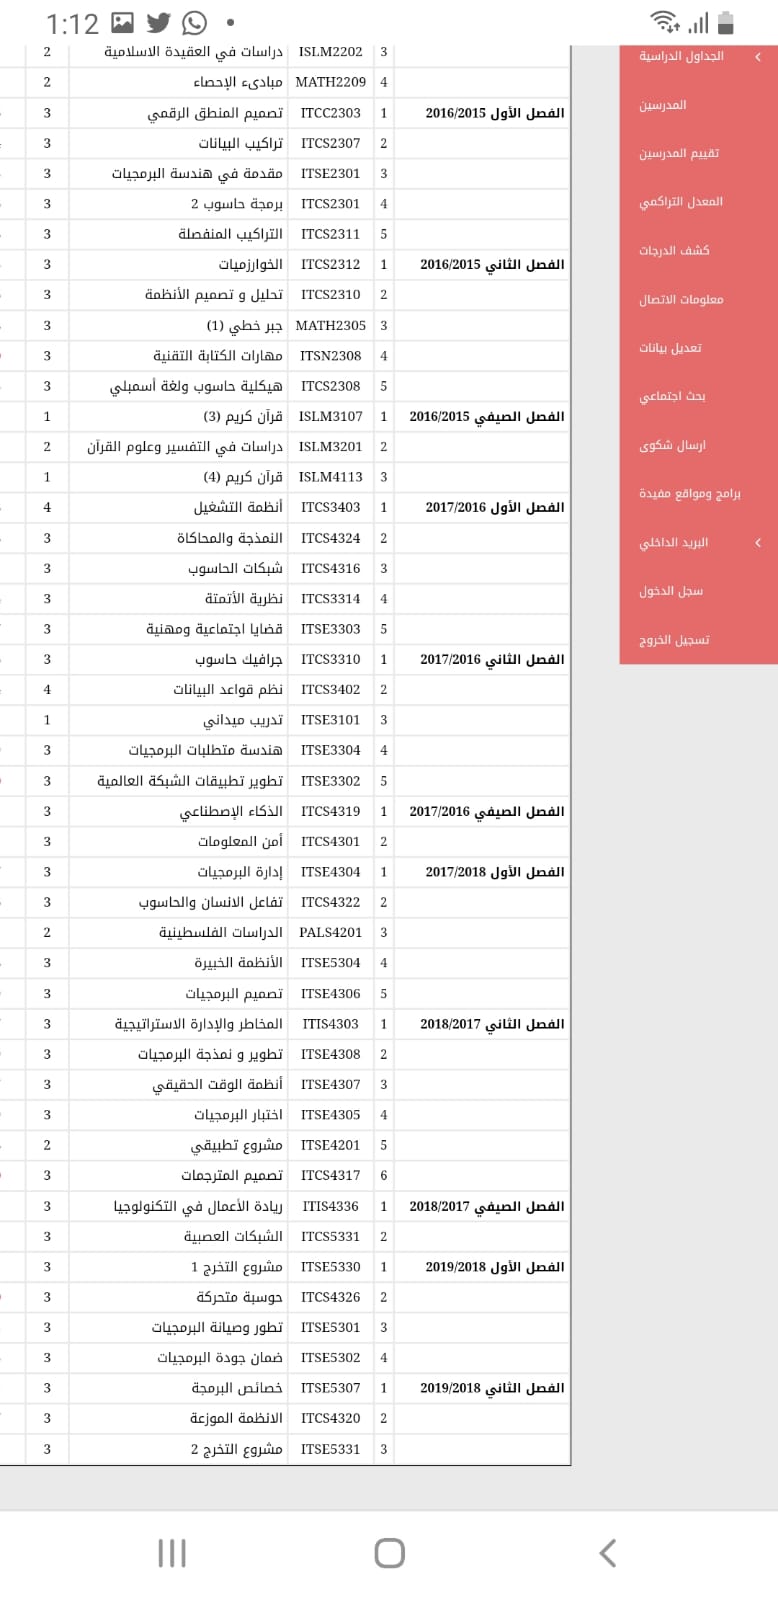 1:12
الجداول الدراسية
المدرسين
تقييم المدرسين
المعدل التراكمي
كشف الدرجات
معلومات الاتصال
تعديل بيانات
بحث اجتماعي
ارسال شكوى
برامج ومواقع مفيدة
البريد الداخلي
سجل الدخول
تسجيل الخروج
3 ISLM2202 دراسات في العقيدة الاسلامية 2
4 MATH2209 مبادىء الإحصاء 2
الفصل الأول 2016/2015 1 ITCC2303 تصميم المنطق الرقمي 3
2 ITCS2307 تراكيب البيانات 3
3 ITSE2301 مقدمة في هندسة البرمجيات 3
4 ITCS2301 برمجة حاسوب 2 3
5 ITCS2311 التراكيب المنفصلة 3
الفصل الثاني 2016/2015 1 ITCS2312 الخوارزميات 3
2 ITCS2310 تحليل و تصميم الأنظمة 3
3 MATH2305 جبر خطي (1) 3
4 ITSN2308 مهارات الكتابة التقنية 3
5 ITCS2308 هيكلية حاسوب ولغة أسمبلي 3
الفصل الصيفي 2016/2015 1 ISLM3107 قرآن كريم (3) 1
2 ISLM3201 دراسات في التفسير وعلوم القرآن 2
3 ISLM4113 قرآن كريم (4) 1
الفصل الأول 2017/2016 1 ITCS3403 أنظمة التشغيل 4
2 ITCS4324 النمذجة والمحاكاة 3
3 ITCS4316 شبكات الحاسوب 3
4 ITCS3314 نظرية الأتمتة 3
5 ITSE3303 قضايا اجتماعية ومهنية 3
الفصل الثاني 2017/2016 1 ITCS3310 جرافيك حاسوب 3
2 ITCS3402 نظم قواعد البيانات 4
3 ITSE3101 تدريب ميداني 1
4 ITSE3304 هندسة متطلبات البرمجيات 3
5 ITSE3302 تطوير تطبيقات الشبكة العالمية 3
الفصل الصيفي 2017/2016 1 ITCS4319 الذكاء الإصطناعي 3
2 ITCS4301 أمن المعلومات 3
الفصل الأول 2017/2018 1 ITSE4304 إدارة البرمجيات 3
2 ITCS4322 تفاعل الانسان والحاسوب 3
3 PALS4201 الدراسات الفلسطينية 2
4 ITSE5304 الأنظمة الخبيرة 3
5 ITSE4306 تصميم البرمجيات 3
الفصل الثاني 2018/2017 1 ITIS4303 المخاطر والإدارة الاستراتيجية 3
2 ITSE4308 تطوير و نمذجة البرمجيات 3
3 ITSE4307 أنظمة الوقت الحقيقي 3
4 ITSE4305 اختبار البرمجيات 3
5 ITSE4201 مشروع تطبيقي 2
6 ITCS4317 تصميم المترجمات 3
الفصل الصيفي 2018/2017 1 ITIS4336 ريادة الأعمال في التكنولوجيا 3
2 ITCS5331 الشبكات العصبية 3
الفصل الأول 2019/2018 1 ITSE5330 مشروع التخرج 1 3
2 ITCS4326 حوسبة متحركة 3
3 ITSE5301 تطور وصيانة البرمجيات 3
4 ITSE5302 ضمان جودة البرمجيات 3
الفصل الثاني 2019/2018 1 ITSE5307 خصائص البرمجة 3
2 ITCS4320 الانظمة الموزعة 3
3 ITSE5331 مشروع التخرج 2 3